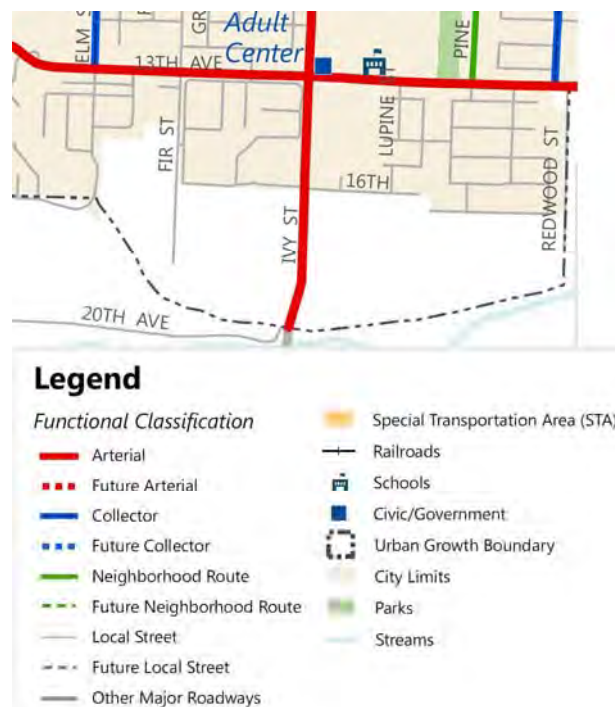 ELM S
GR
Adult
Center
PINE
13TH AVE
FIR ST
LUPINE
16TH
REDWOOD ST
IVY ST
20TH AVE
Legend
Functional Classification
Arterial
Future Arterial
Collector
Future Collector
Neighborhood Route
Future Neighborhood Route
Local Street
Future Local Street
Other Major Roadways
Special Transportation Area (STA)
Railroads
Schools
Civic/Government
Urban Growth Boundary
City Limits
Parks
Streams